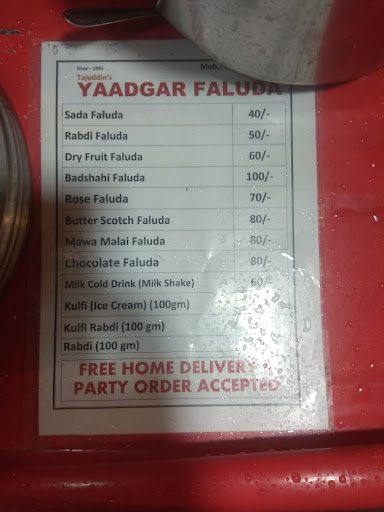 Since – 1992
Mob.:
Tajuddin's
YAADGAR FALUDA
Sada Faluda 40/-
Rabdi Faluda 50/-
Dry Fruit Faluda 60/-
Badshahi Faluda 100/-
Rose Faluda 70/-
Butter Scotch Faluda 80/-
Mawa Malai Faluda 80/-
Chocolate Faluda 80/-
Milk Cold Drink (Milk Shake) 60/-
Kulfi (Ice Cream) (100gm)
Kulfi Rabdi (100 gm)
Rabdi (100 gm)
FREE HOME DELIVERY
PARTY ORDER ACCEPTED